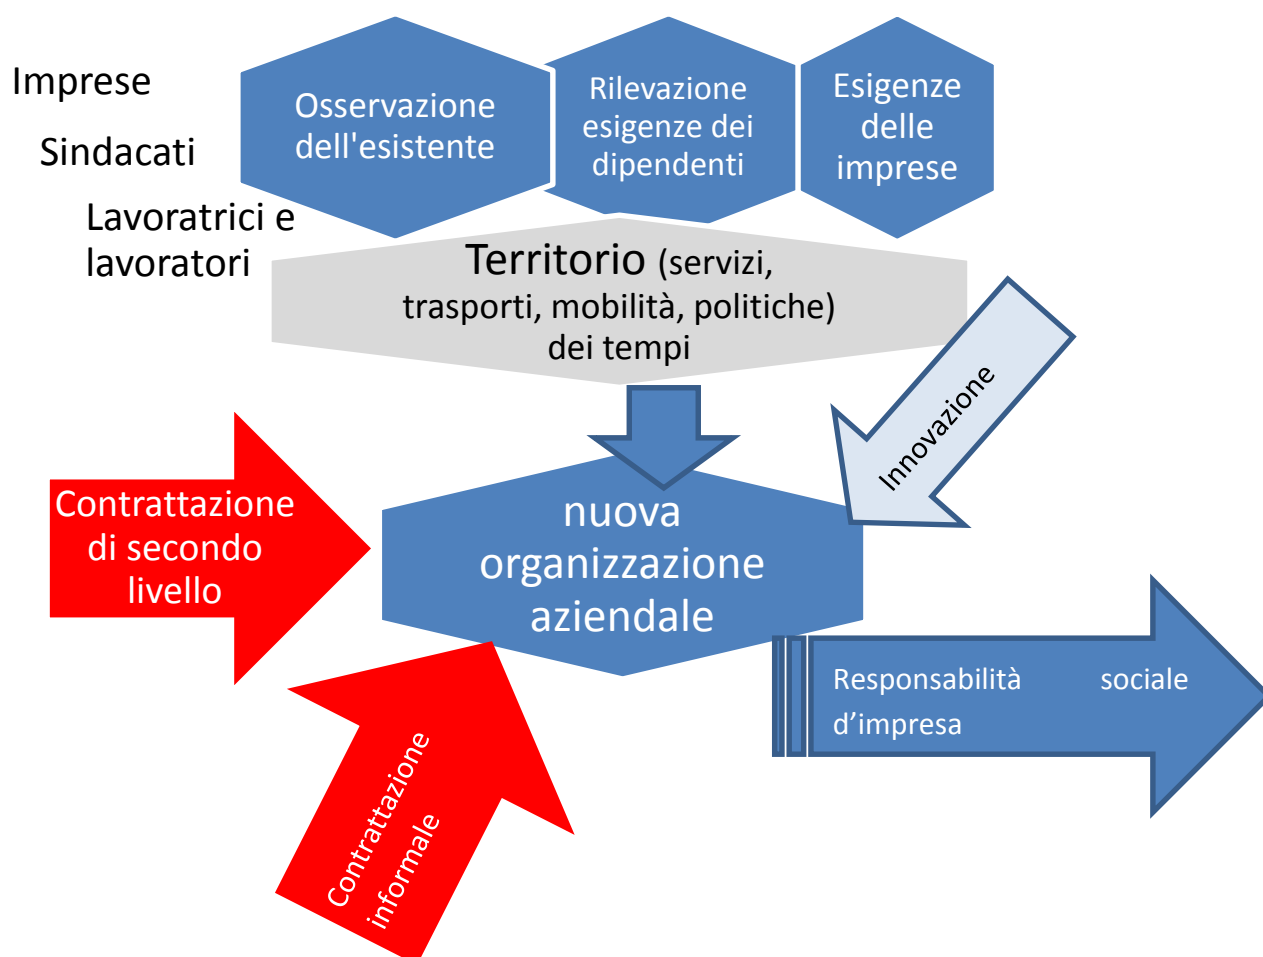 Imprese
Sindacati
Lavoratrici e
lavoratori
Osservazione
dell'esistente
Rilevazione
esigenze dei
dipendenti
Esigenze
delle
imprese
Territorio (servizi,
trasporti, mobilità, politiche)
dei tempi
Innovazione
Contrattazione
di secondo
livello
nuova
organizzazione
aziendale
Responsabilità sociale
d’impresa
Contrattazione
informale